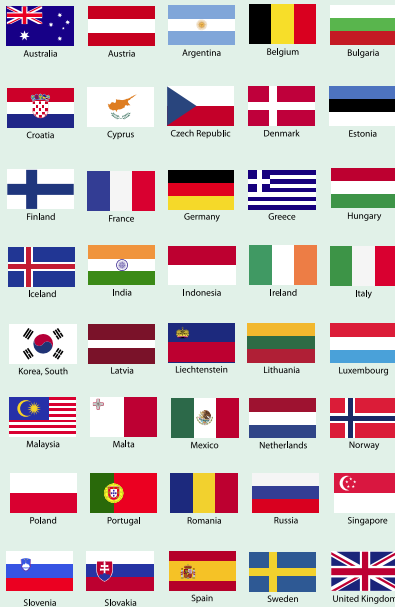 Australia
Austria
Argentina
Belgium
Bulgaria
Croatia
Cyprus
Czech Republic
Denmark
Estonia
Finland
France
Germany
Greece
Hungary
Iceland
India
Indonesia
Ireland
Italy
Korea, South
Latvia
Liechtenstein
Lithuania
Luxembourg
Malaysia
Malta
Mexico
Netherlands
Norway
Poland
Portugal
Romania
Russia
Singapore
Slovenia
Slovakia
Spain
Sweden
United Kingdom